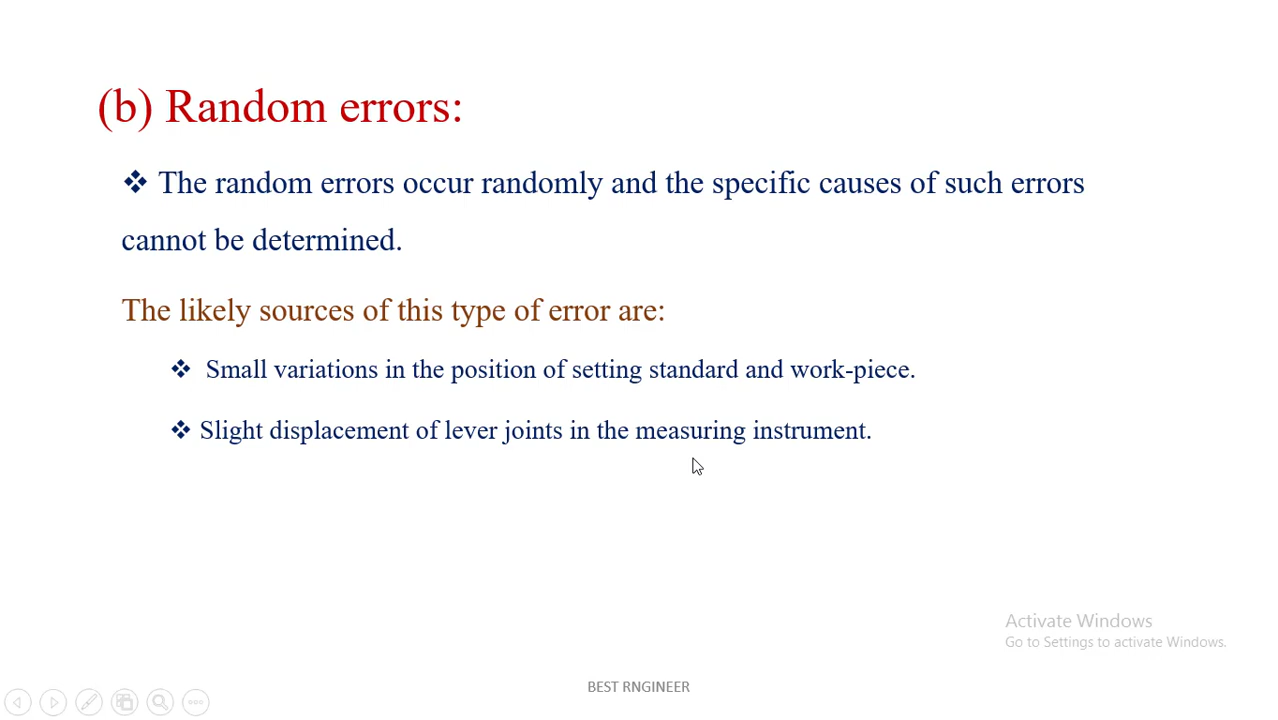 (b) Random errors:
❖ The random errors occur randomly and the specific causes of such errors
cannot be determined.
The likely sources of this type of error are:
❖ Small variations in the position of setting standard and work-piece.
❖ Slight displacement of lever joints in the measuring instrument.
Activate Windows
Go to Settings to activate Windows.
BEST RNGINEER